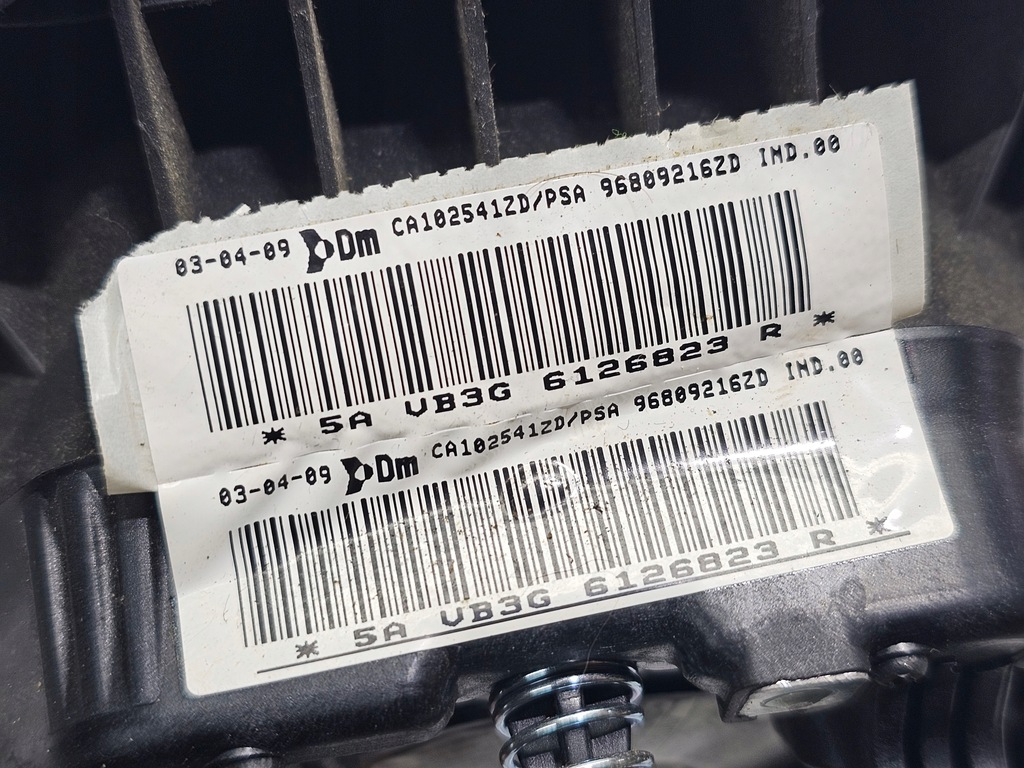 03-04-09 Dm CA102541ZD/PSA 96809216ZD IND.00
* 5A VB3G 6126823 R *
03-04-09 Dm CA102541ZD/PSA 96809216ZD IND.00
* 5A VB3G 6126823 R *